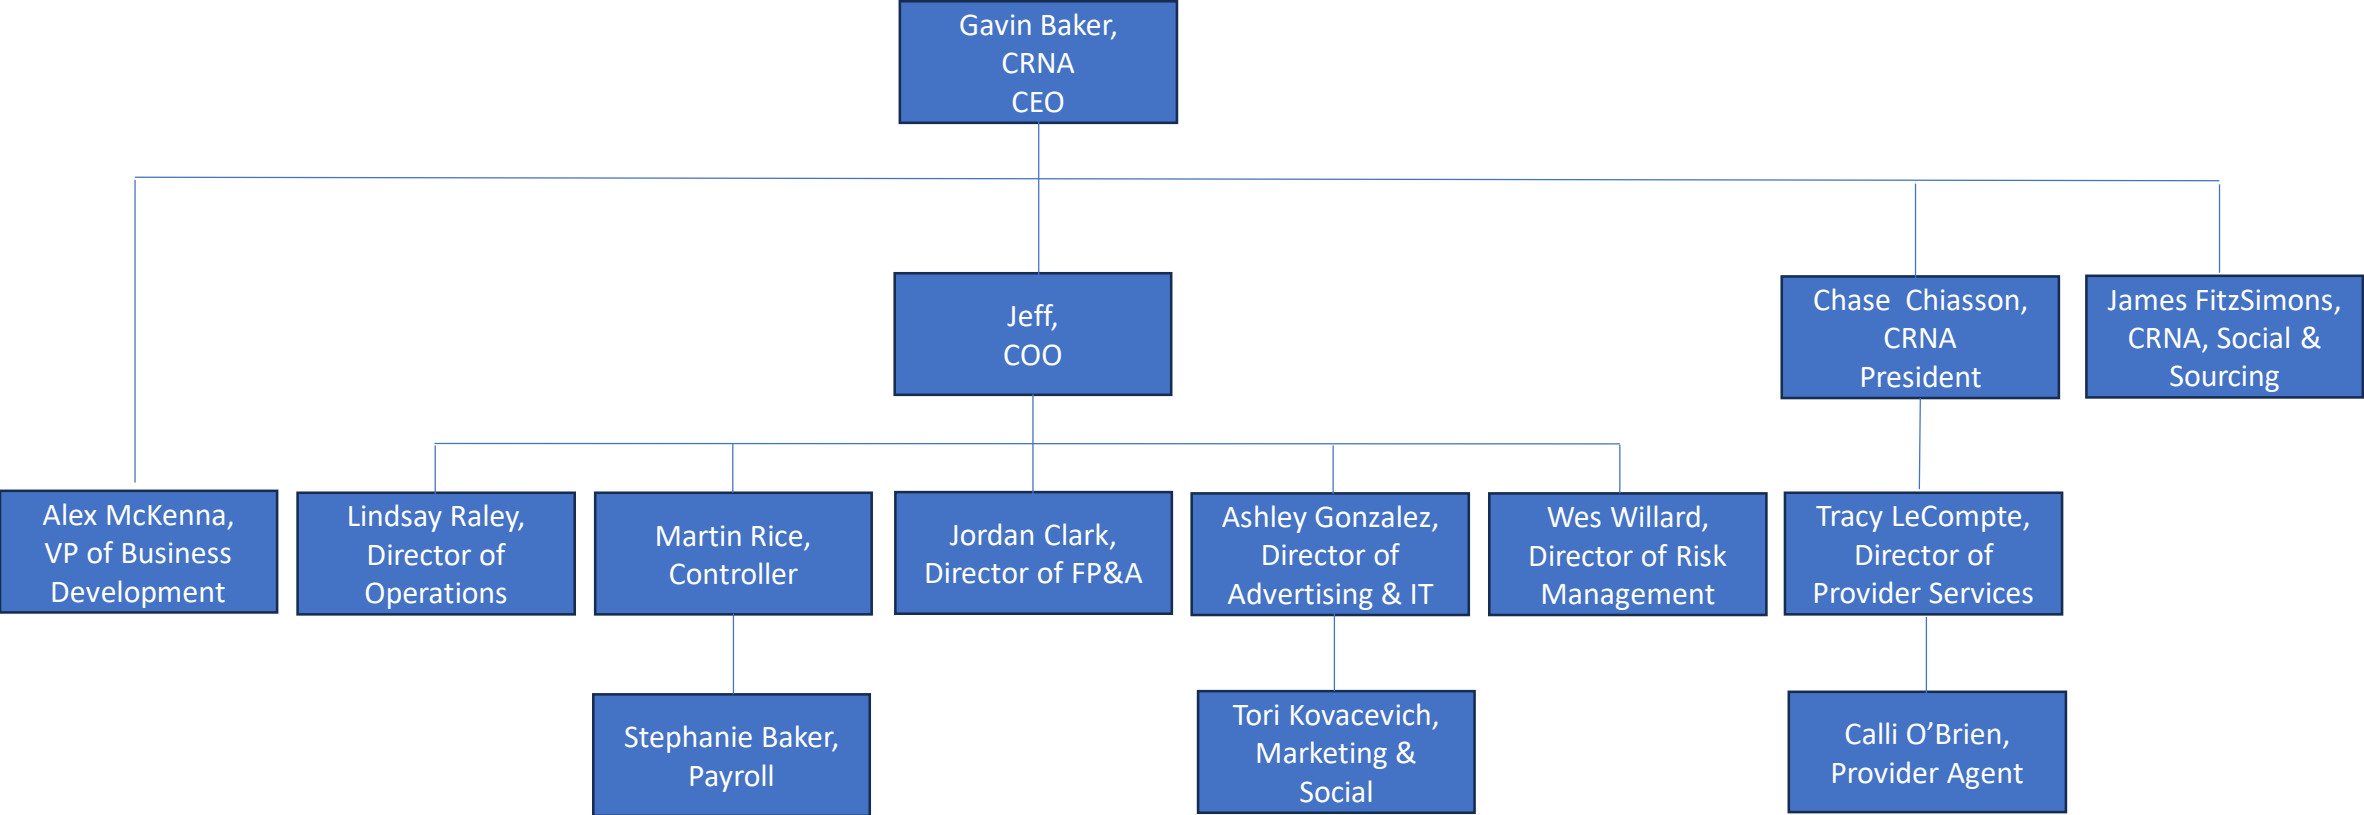 Gavin Baker,
CRNA
CEO
Jeff,
COO
Chase  Chiasson,
CRNA
President
James FitzSimons,
CRNA, Social &
Sourcing
Alex McKenna,
VP of Business
Development
Lindsay Raley,
Director of
Operations
Martin Rice,
Controller
Jordan Clark,
Director of FP&A
Ashley Gonzalez,
Director of
Advertising & IT
Wes Willard,
Director of Risk
Management
Tracy LeCompte,
Director of
Provider Services
Stephanie Baker,
Payroll
Tori Kovacevich,
Marketing &
Social
Calli O’Brien,
Provider Agent